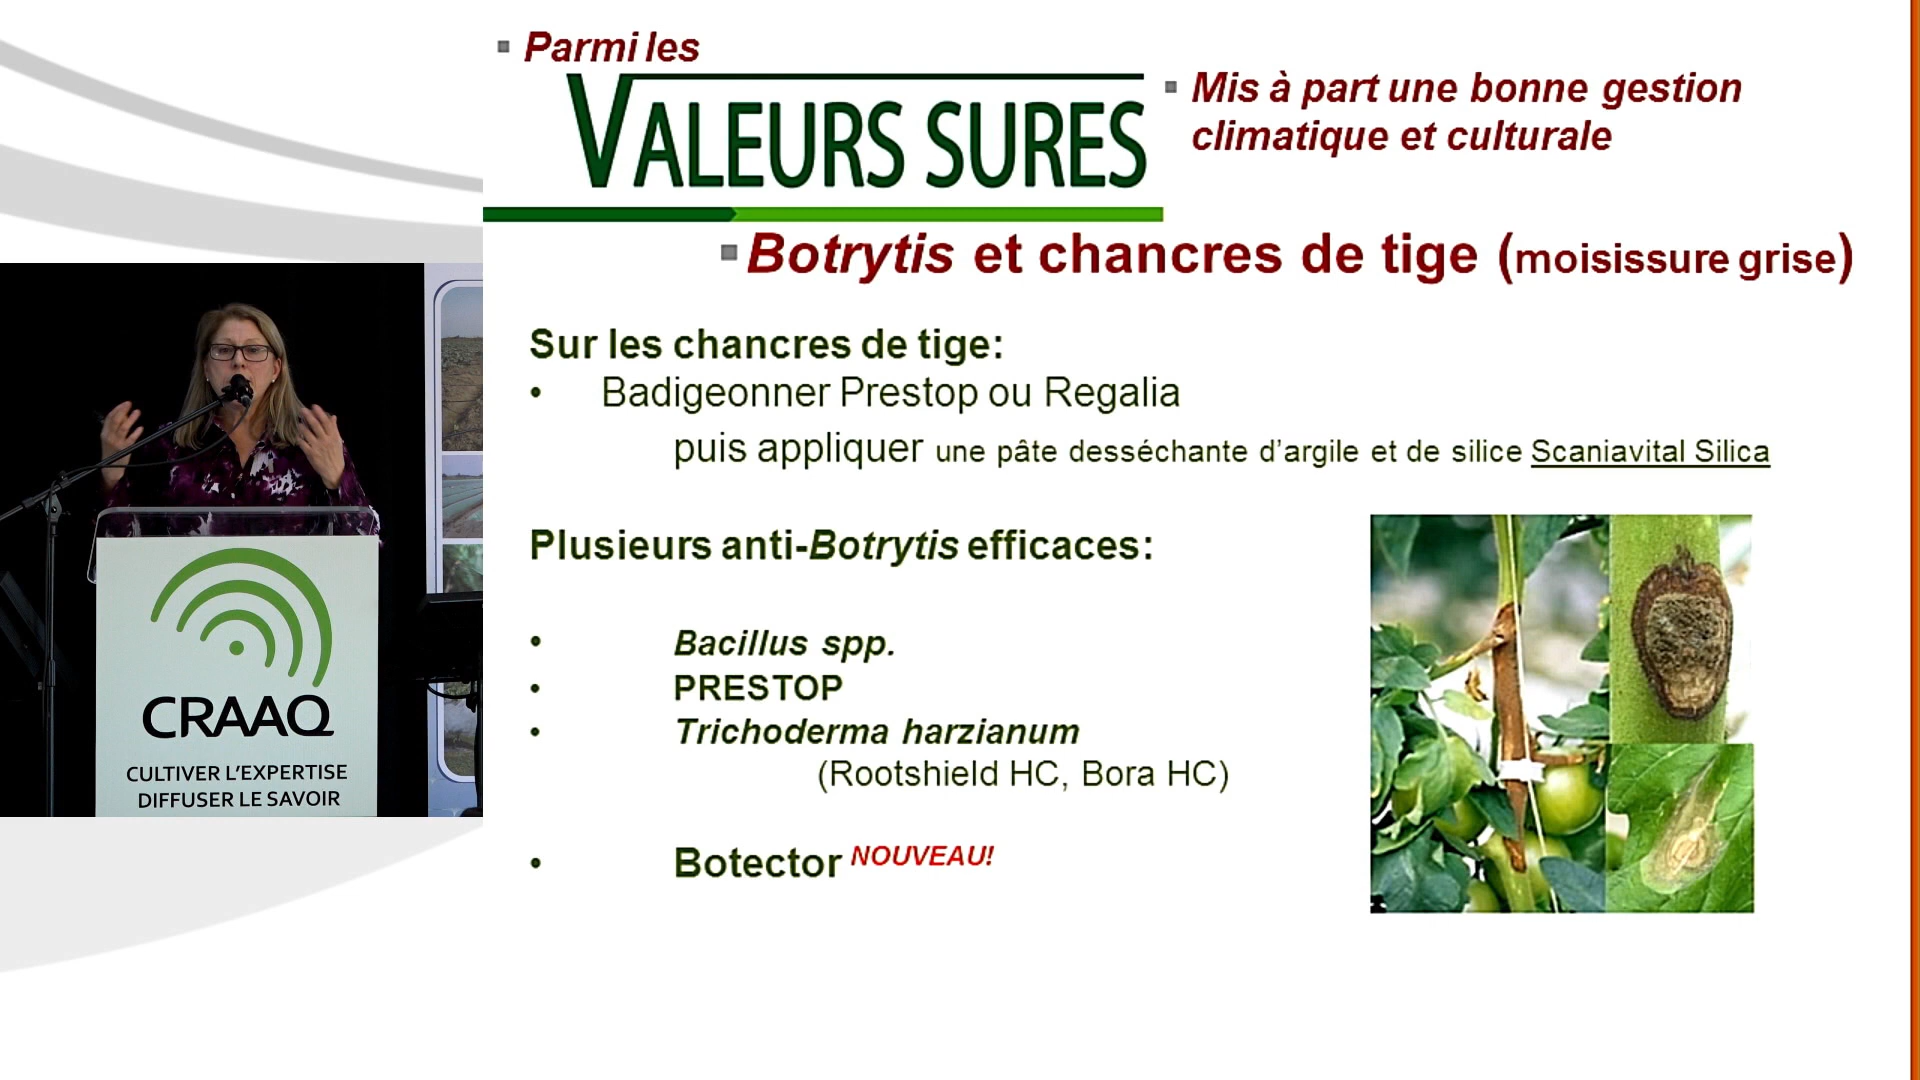 Parmi les
VALEURS SURES
Mis à part une bonne gestion
climatique et culturale
Botrytis et chancres de tige (moisissure grise)
Sur les chancres de tige:
• Badigeonner Prestop ou Regalia
puis appliquer une pâte desséchante d’argile et de silice Scaniavital Silica
Plusieurs anti-Botrytis efficaces:
• Bacillus spp.
• PRESTOP
• Trichoderma harzianum
(Rootshield HC, Bora HC)
• Botector NOUVEAU!
CRAAQ
CULTIVER L’EXPERTISE
DIFFUSER LE SAVOIR